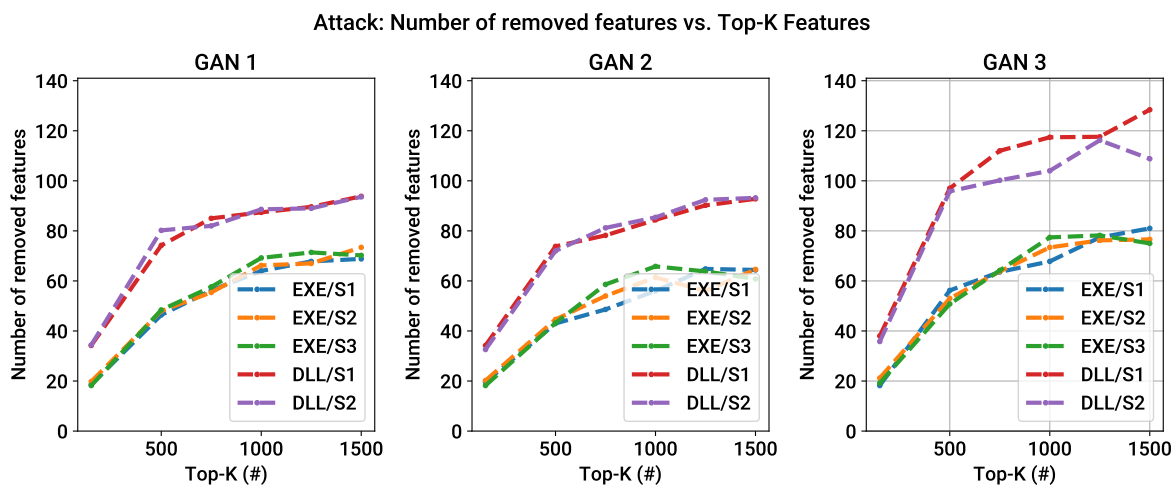 Attack: Number of removed features vs. Top-K Features
GAN 1
Number of removed features
140
120
100
80
60
40
20
0
500
1000
1500
Top-K (#)
EXE/S1
EXE/S2
EXE/S3
DLL/S1
DLL/S2
GAN 2
Number of removed features
140
120
100
80
60
40
20
0
500
1000
1500
Top-K (#)
EXE/S1
EXE/S2
EXE/S3
DLL/S1
DLL/S2
GAN 3
Number of removed features
140
120
100
80
60
40
20
0
500
1000
1500
Top-K (#)
EXE/S1
EXE/S2
EXE/S3
DLL/S1
DLL/S2